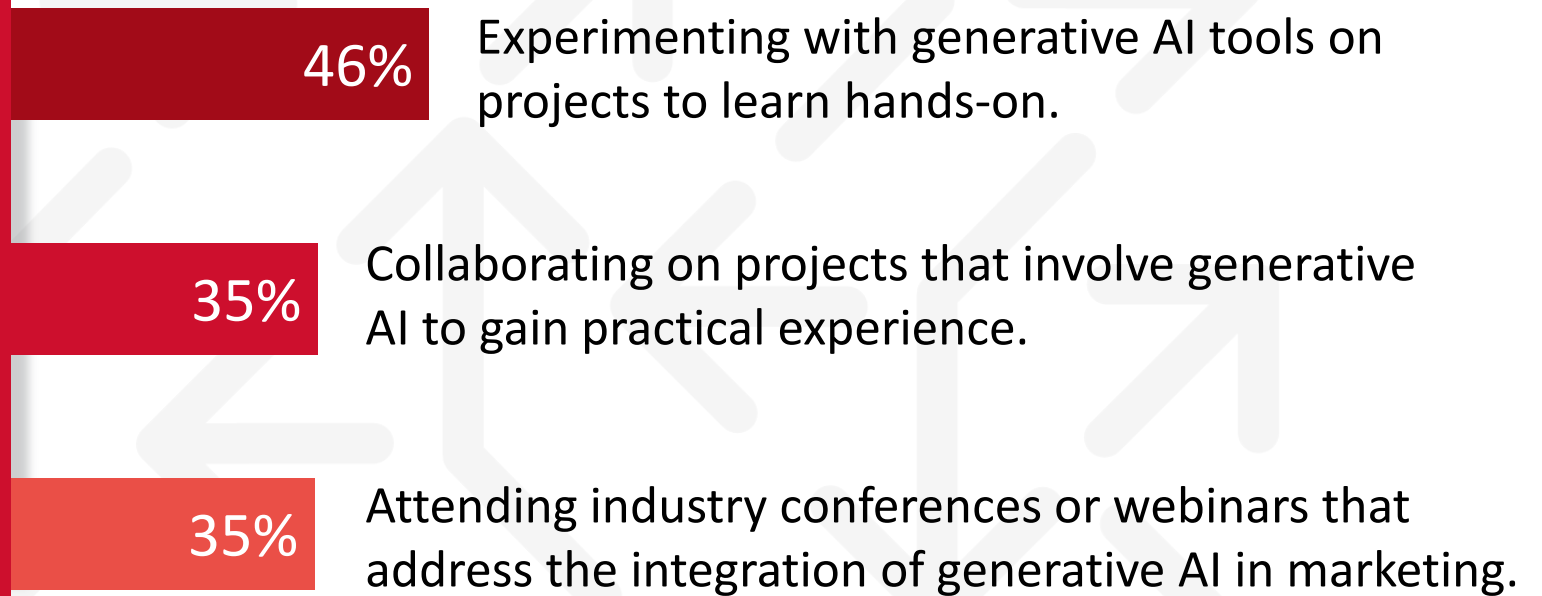 46%
Experimenting with generative AI tools on
projects to learn hands-on.
35%
Collaborating on projects that involve generative
AI to gain practical experience.
35%
Attending industry conferences or webinars that
address the integration of generative AI in marketing.